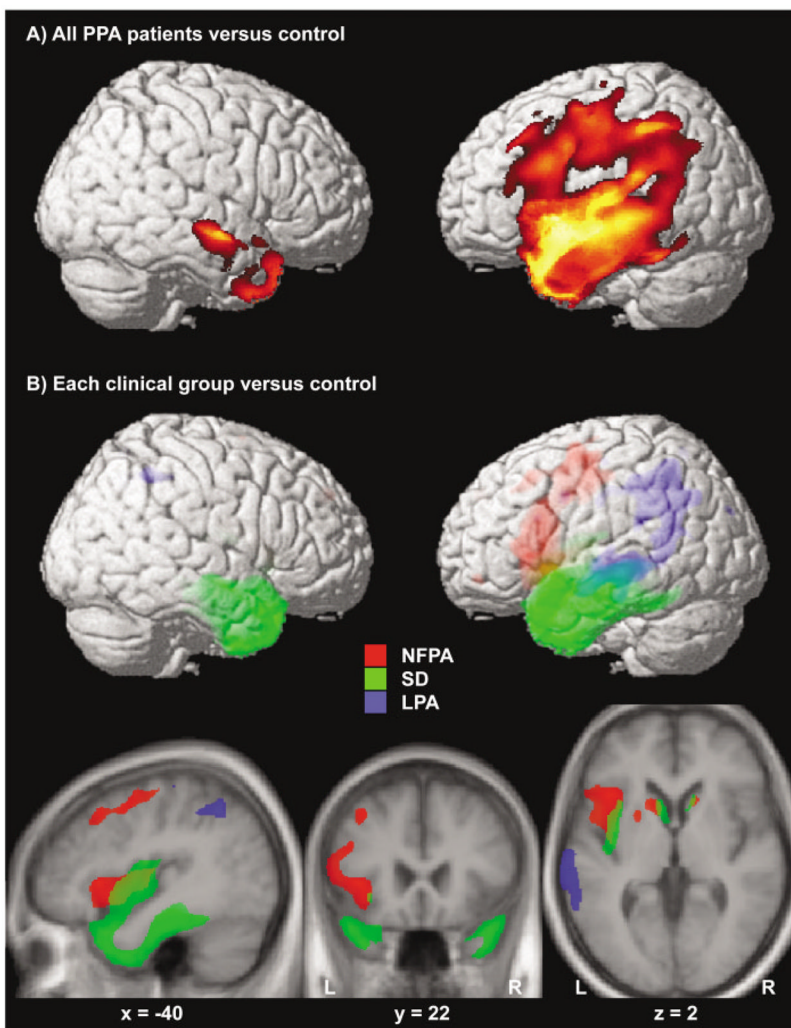 A) All PPA patients versus control
B) Each clinical group versus control
NFPA
SD
LPA
L R L R
x = -40 y = 22 z = 2